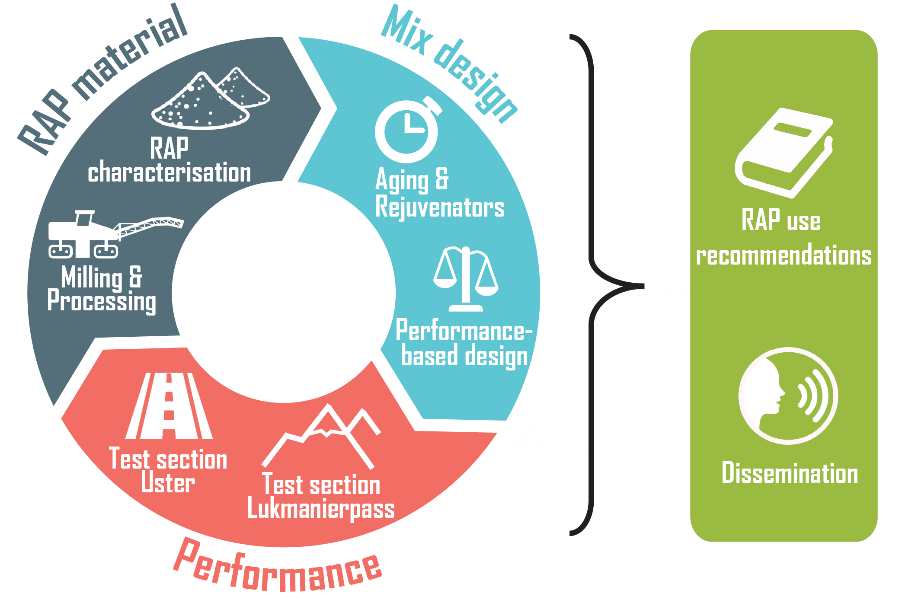 RAP material
Mix design
RAP
characterisation
Milling &
Processing
Aging &
Rejuvenators
Performance-
based design
Test section
Uster
Test section
Lukmanierpass
Performance
RAP use
recommendations
Dissemination